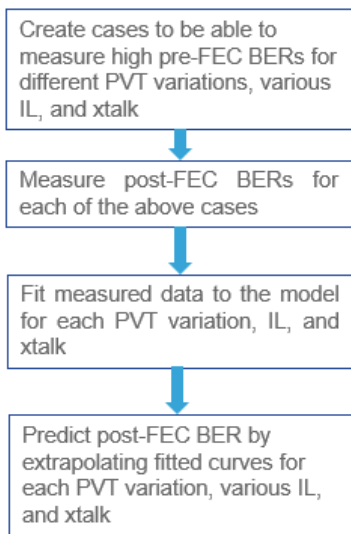 Create cases to be able to
measure high pre-FEC BERs for
different PVT variations, various
IL, and xtalk
Measure post-FEC BERs for
each of the above cases
Fit measured data to the model
for each PVT variation, IL, and
xtalk
Predict post-FEC BER by
extrapolating fitted curves for
each PVT variation, various IL,
and xtalk